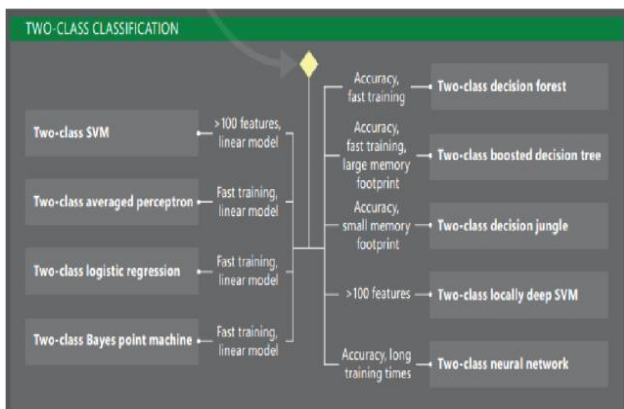 TWO-CLASS CLASSIFICATION
Two-class SVM
>100 features,
linear model
Two-class averaged perceptron
Fast training,
linear model
Two-class logistic regression
Fast training,
linear model
Two-class Bayes point machine
Fast training,
linear model
Accuracy,
fast training
Two-class decision forest
Accuracy,
fast training,
large memory
footprint
Two-class boosted decision tree
Accuracy,
small memory
footprint
Two-class decision jungle
>100 features
Two-class locally deep SVM
Accuracy, long
training times
Two-class neural network